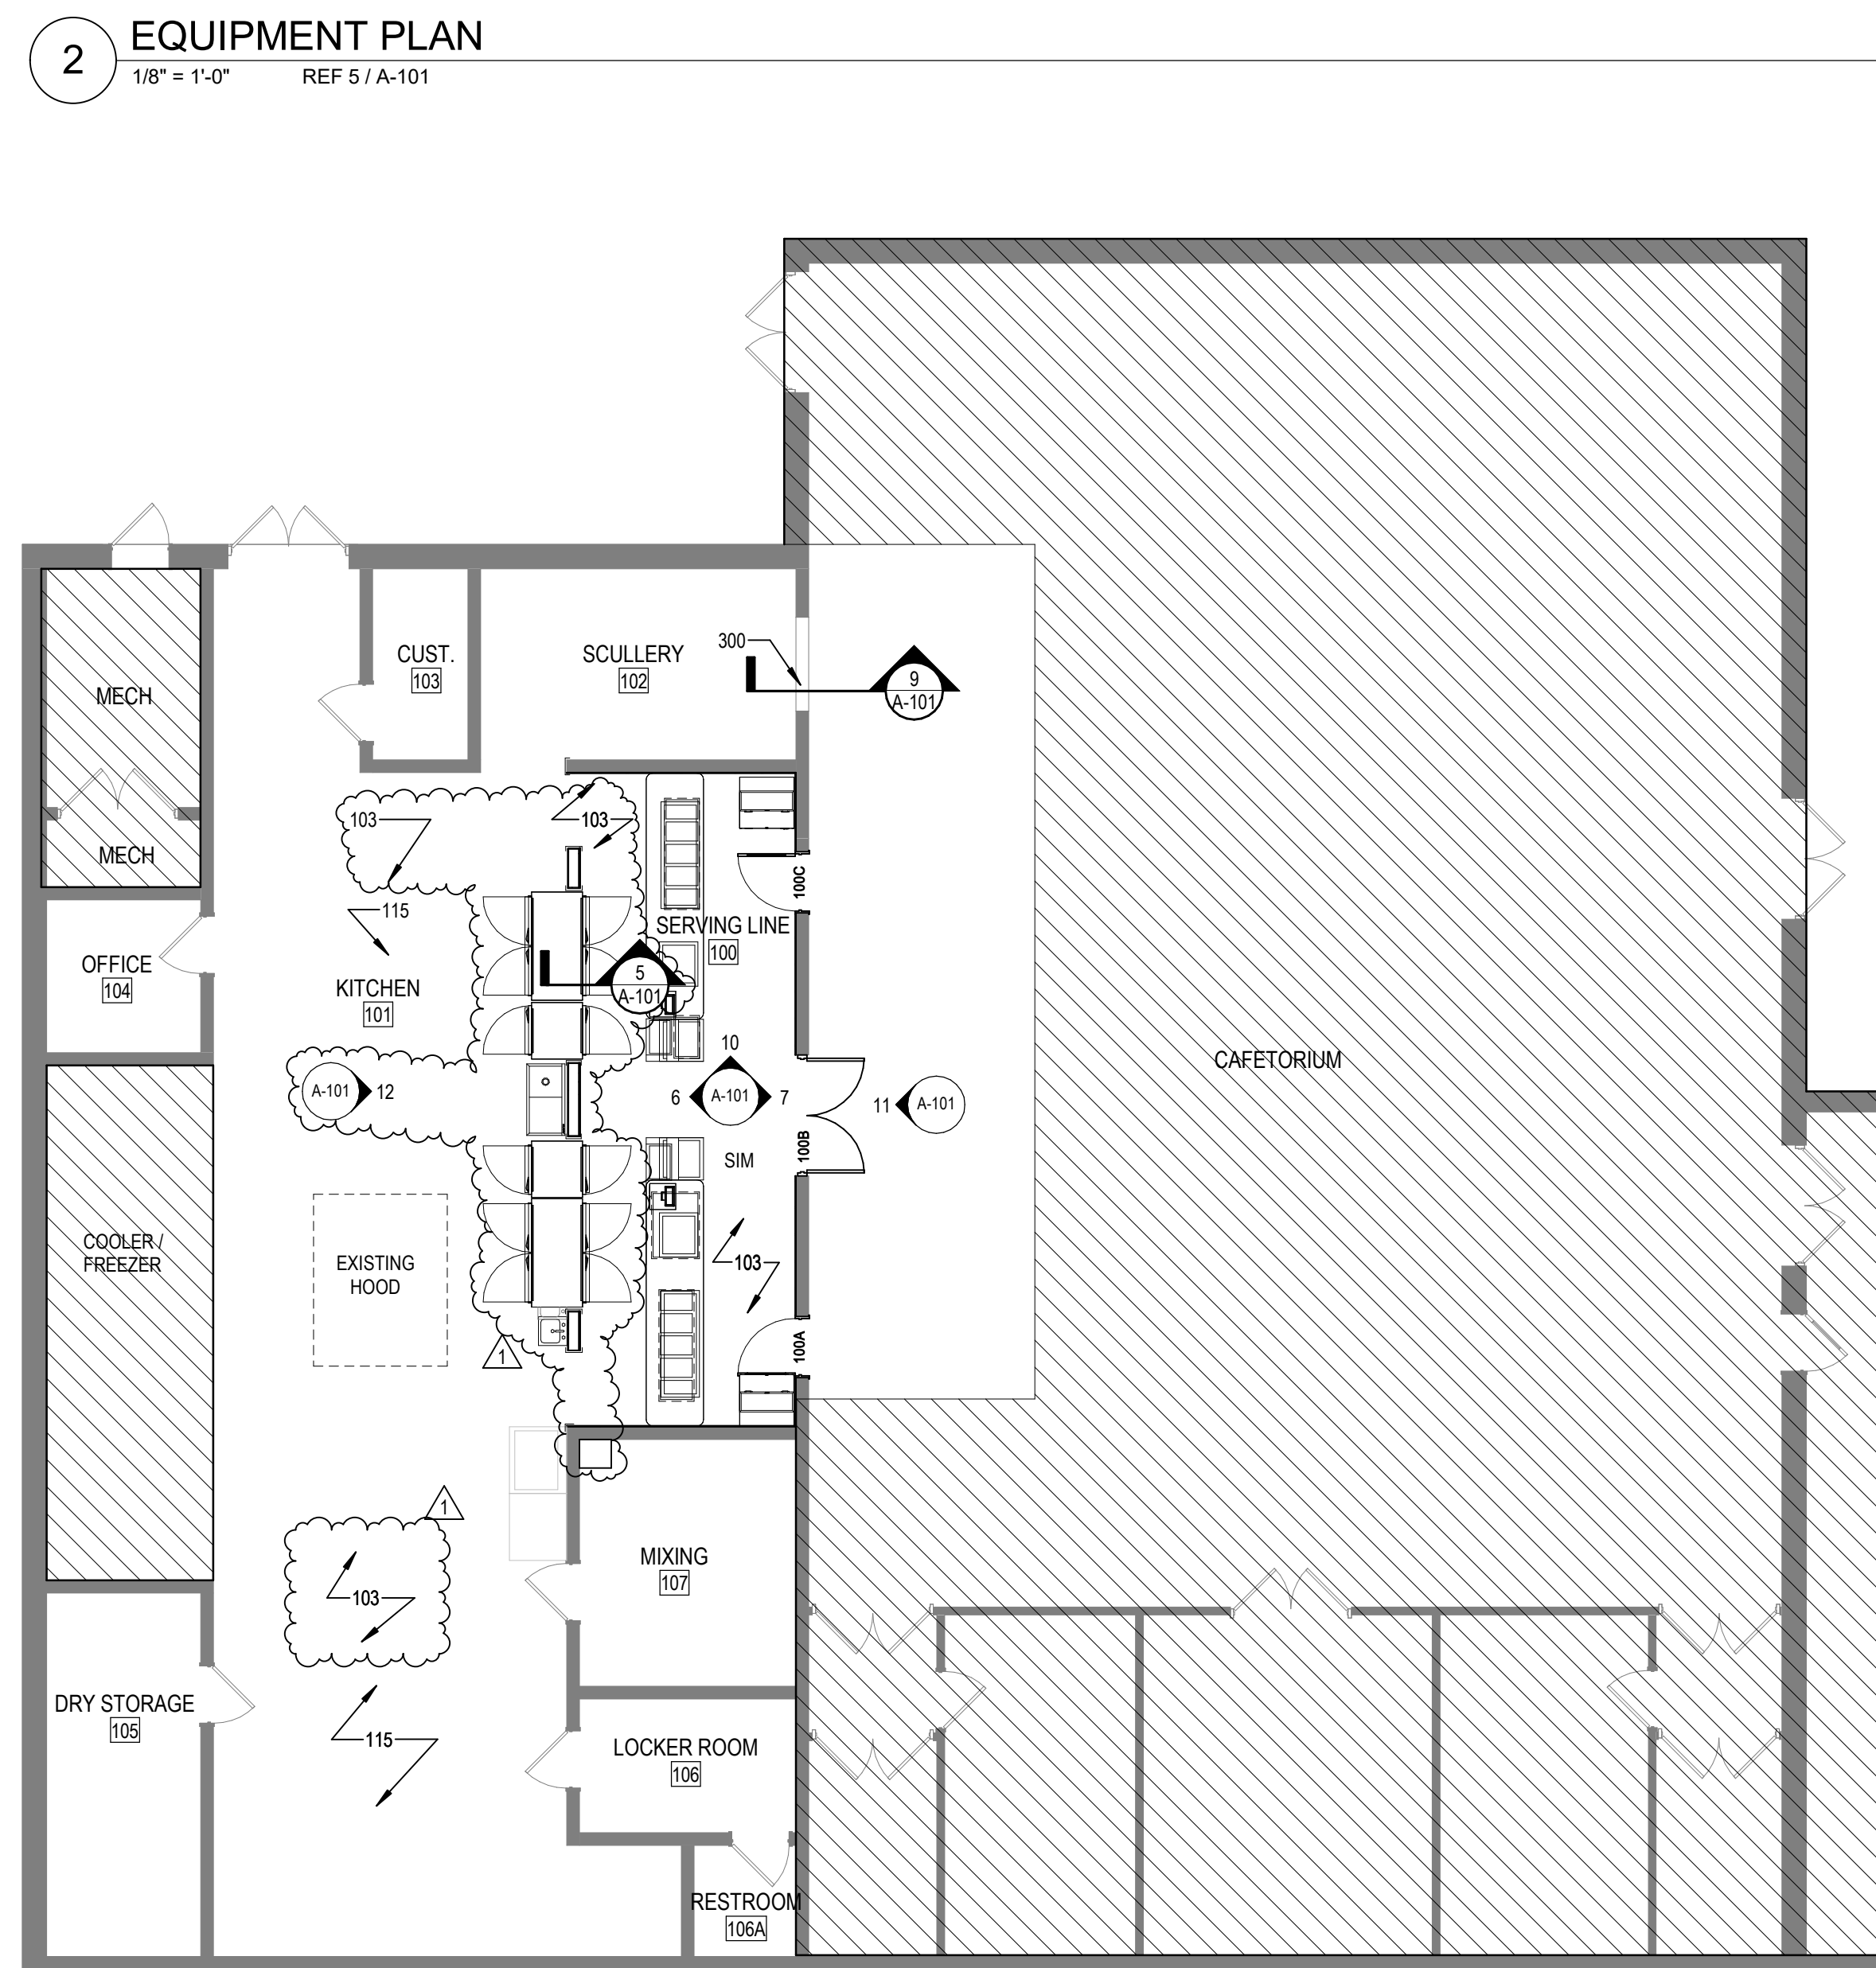 2
EQUIPMENT PLAN
1/8" = 1'-0" REF 5 / A-101
CUST.
103
SCULLERY
102
300
9
A-101
MECH
103
103
MECH
115
100C
SERVING LINE
100
OFFICE
104
KITCHEN
101
5
A-101
10
A-101
12
6
A-101
7
11
A-101
CAFETORIUM
100B
SIM
COOLER /
FREEZER
EXISTING
HOOD
103
100A
1
1
MIXING
107
103
DRY STORAGE
105
115
LOCKER ROOM
106
RESTROOM
106A